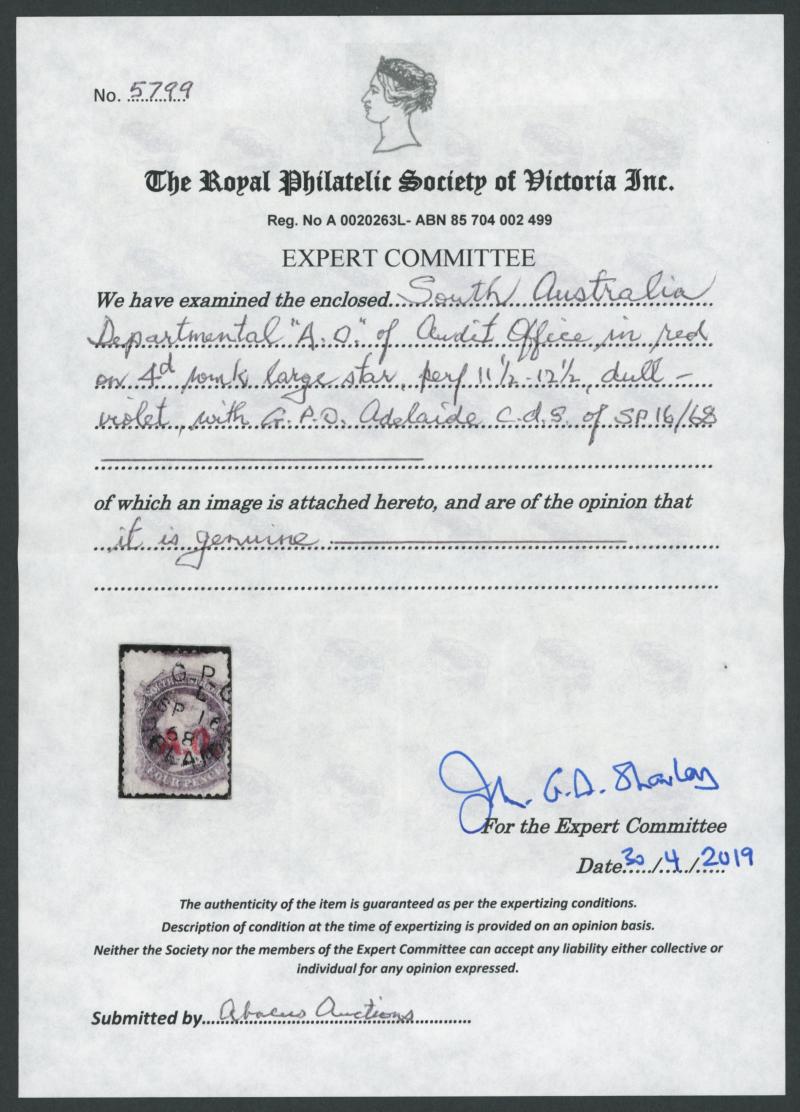 No. 5799
The Royal Philatelic Society of Victoria Inc.
Reg. No A 0020263L- ABN 85 704 002 499
EXPERT COMMITTEE
We have examined the enclosed South Australia
Departmental "A.O." of Audit Office, in red
on 4d wmk large star, perf 11½-12½, dull-
violet, with G.P.O. Adelaide c.d.s. of SP16/68
of which an image is attached hereto, and are of the opinion that
it is genuine
G.P.O
SP 16
68
A.O
FOUR PENCE
John G.D. Sharley
For the Expert Committee
Date 30/4/2019
The authenticity of the item is guaranteed as per the expertizing conditions.
Description of condition at the time of expertizing is provided on an opinion basis.
Neither the Society nor the members of the Expert Committee can accept any liability either collective or
individual for any opinion expressed.
Submitted by Abacus Auctions